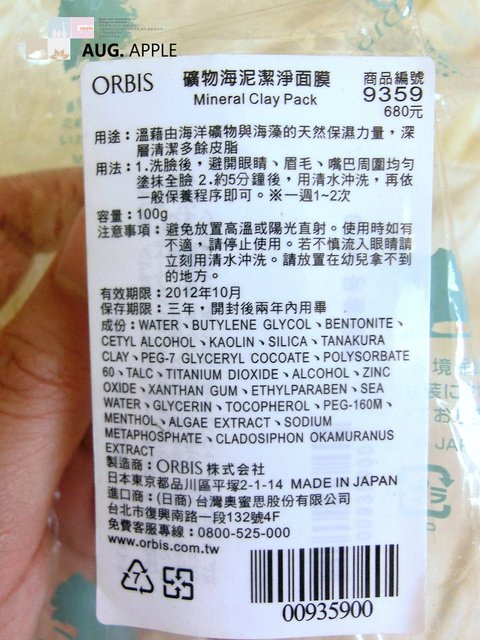 AUG. APPLE
ORBIS
礦物海泥潔淨面膜
Mineral Clay Pack
商品編號
9359
680元
用途：溫藉由海洋礦物與海藻的天然保濕力量，深
層清潔多餘皮脂
用法：1.洗臉後，避開眼睛、眉毛、嘴巴周圍均勻
塗抹全臉 2.約5分鐘後，用清水沖洗，再依
一般保養程序即可。※一週1~2次
容量：100g
注意事項：避免放置高溫或陽光直射。使用時如有
不適，請停止使用。若不慎流入眼睛請
立刻用清水沖洗。請放置在幼兒拿不到
的地方。
有效期限：2012年10月
保存期限：三年，開封後兩年內用畢
成份：WATER、BUTYLENE GLYCOL、BENTONITE、
CETYL ALCOHOL、KAOLIN、SILICA、TANAKURA
CLAY、PEG-7 GLYCERYL COCOATE、POLYSORBATE
60、TALC、TITANIUM DIOXIDE、ALCOHOL、ZINC
OXIDE、XANTHAN GUM、ETHYLPARABEN、SEA
WATER、GLYCERIN、TOCOPHEROL、PEG-160M、
MENTHOL、ALGAE EXTRACT、SODIUM
METAPHOSPHATE、CLADOSIPHON OKAMURANUS
EXTRACT
製造商：ORBIS 株式会社
日本東京都品川區平塚2-1-14 MADE IN JAPAN
進口商：(日商) 台灣奧蜜思股份有限公司
台北市復興南路一段132號4F
免費客服專線：0800-525-000
www.orbis.com.tw
00935900